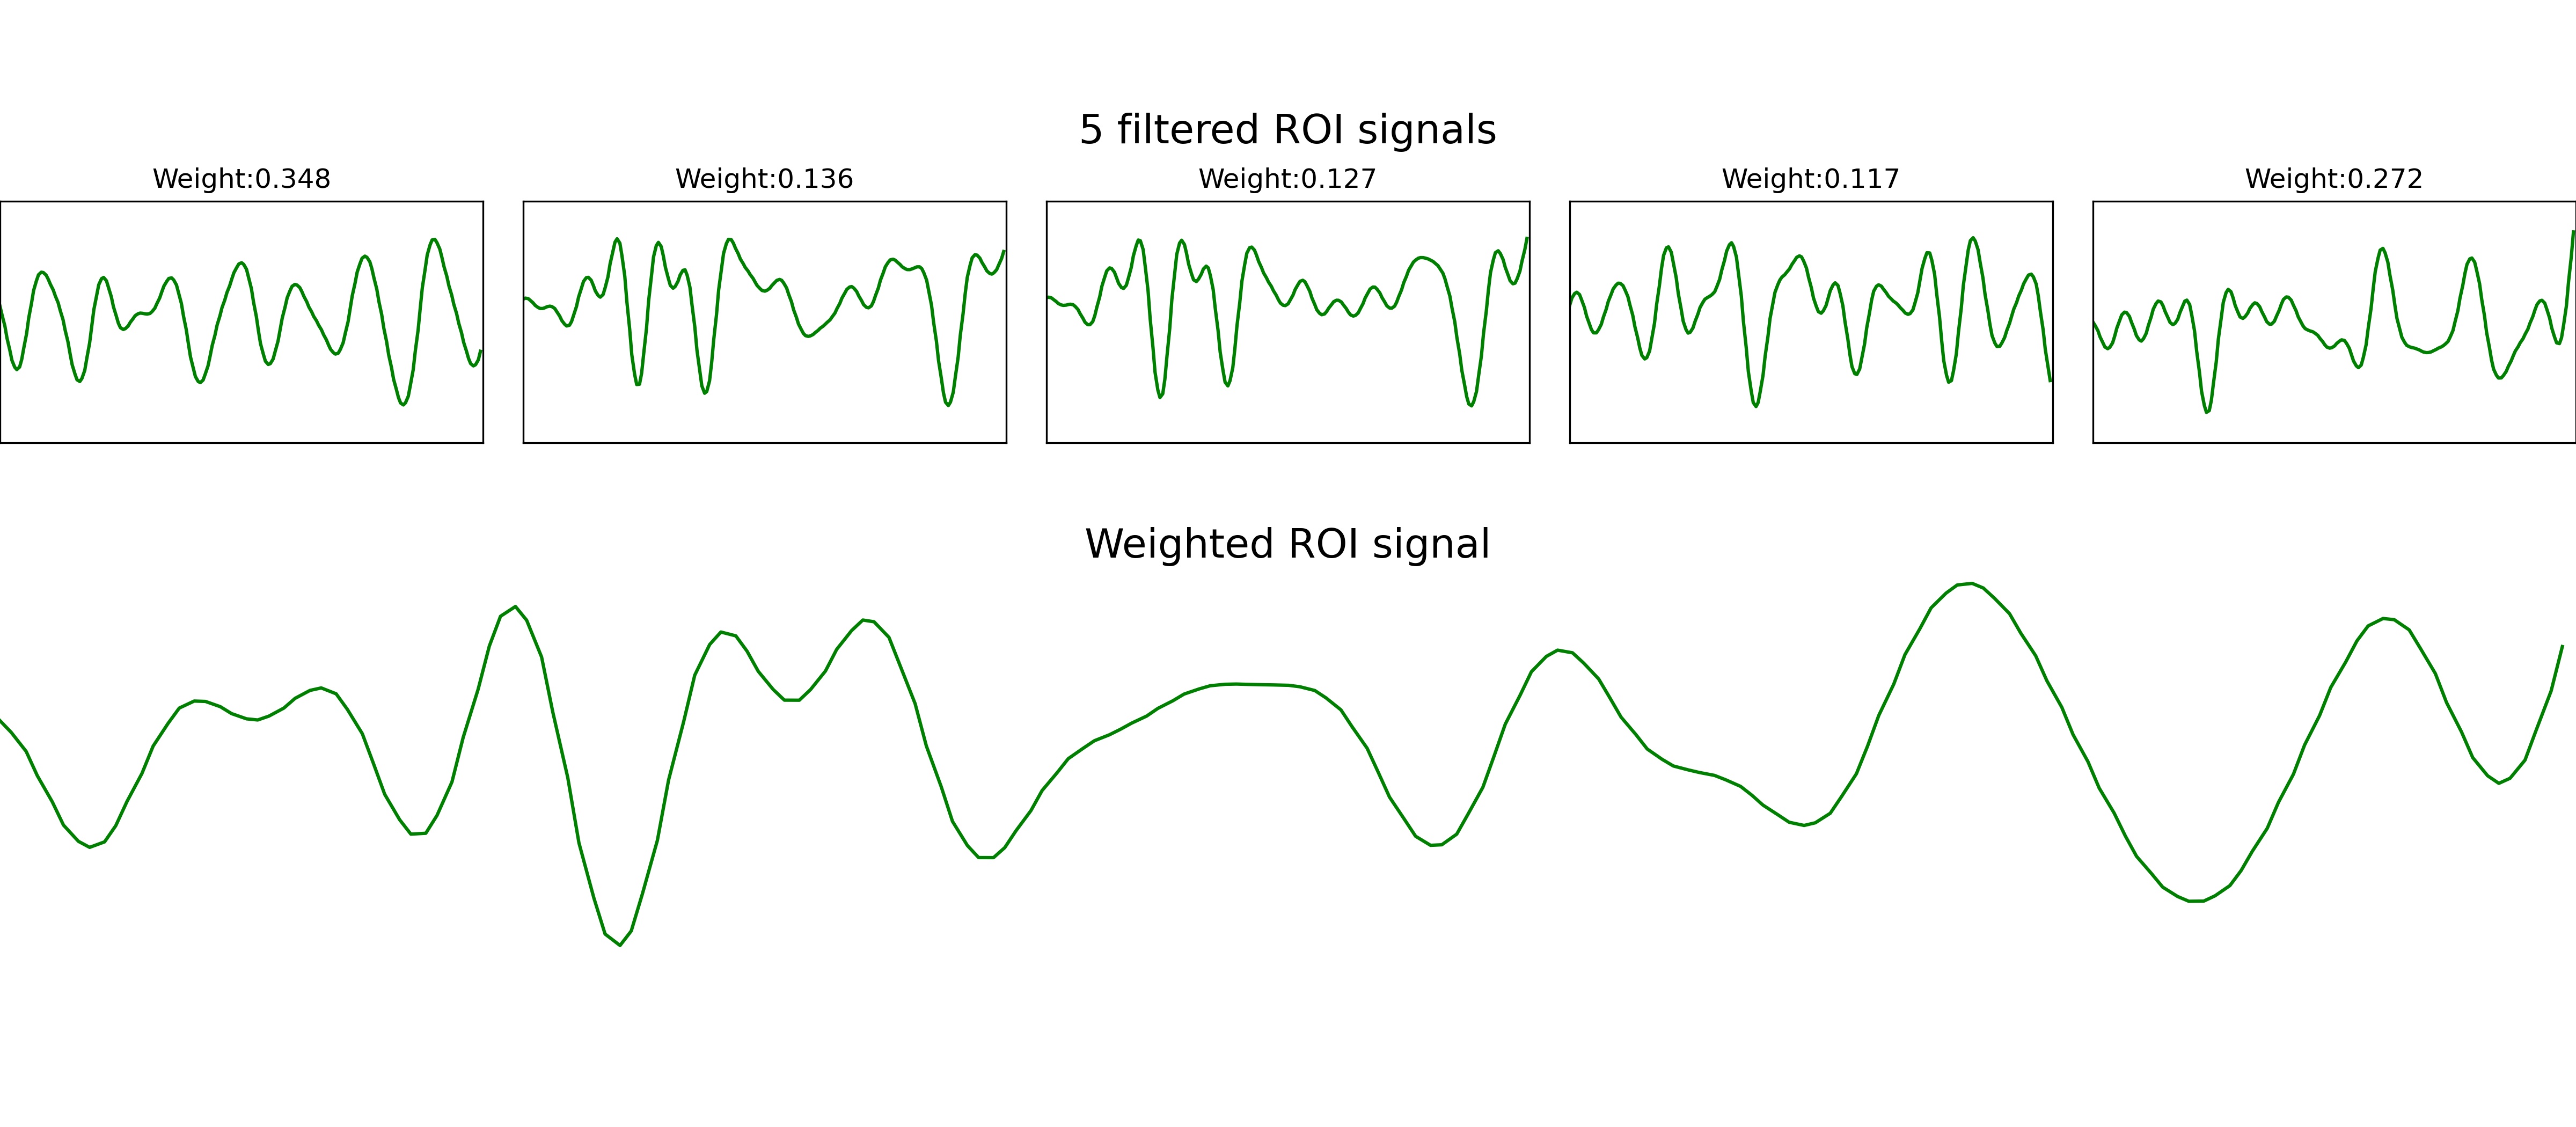 5 filtered ROI signals
Weight:0.348
Weight:0.136
Weight:0.127
Weight:0.117
Weight:0.272
Weighted ROI signal